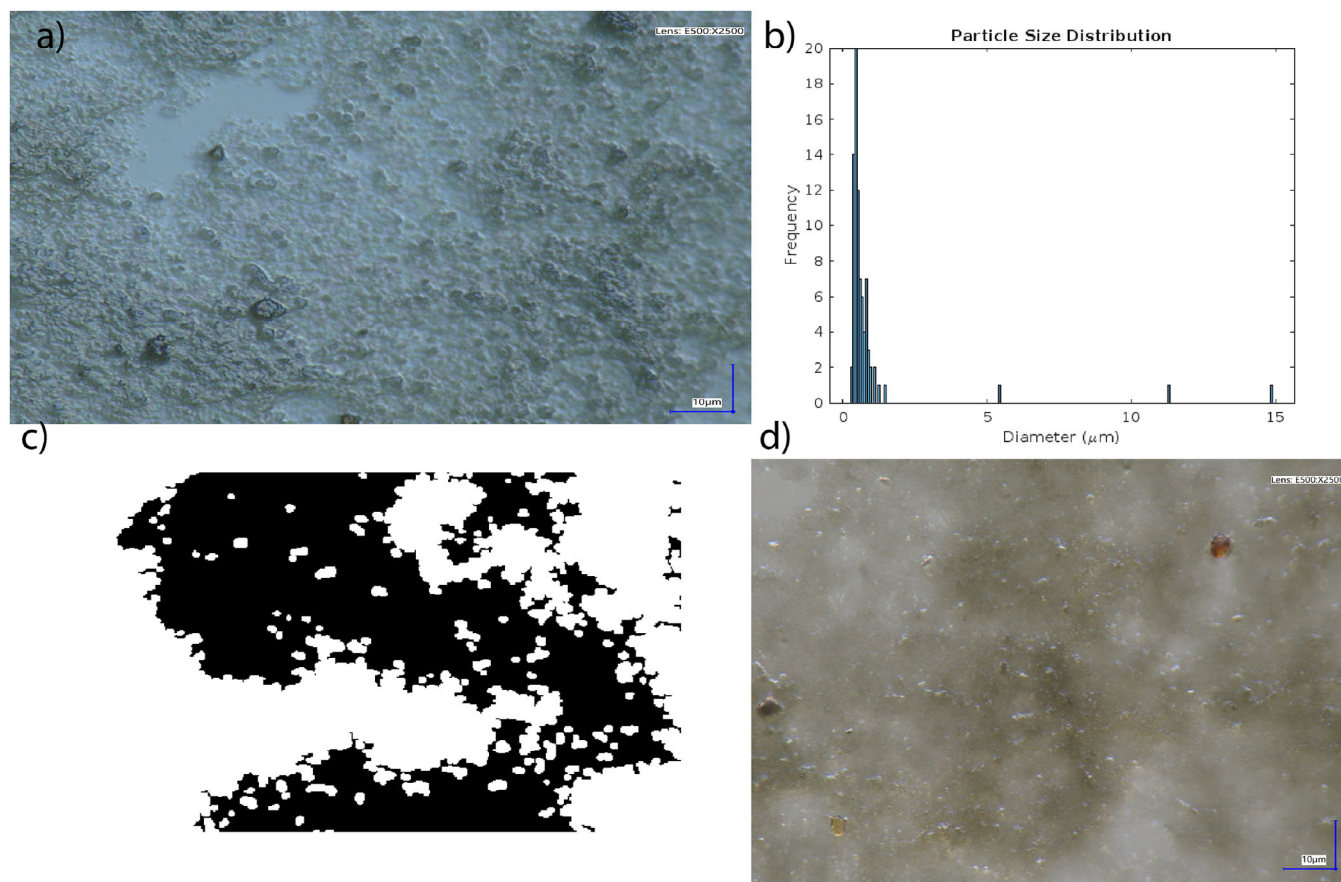 a)
Lens: E500:X2500
10µm
b)
Particle Size Distribution
20
18
16
14
12
10
8
6
4
2
0
Frequency
0 5 10 15
Diameter (μm)
c)
d)
Lens: E500:X2500
10µm